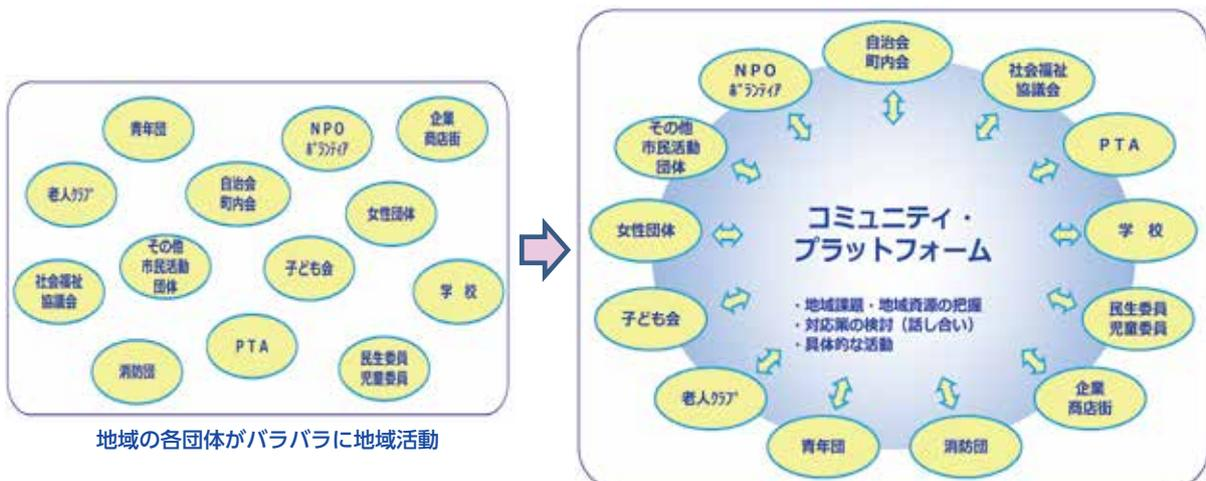 青年団
NPO
ボランティア
企業
商店街
老人クラブ
自治会
町内会
女性団体
その他
市民活動
団体
子ども会
社会福祉
協議会
学 校
PTA
消防団
民生委員
児童委員
地域の各団体がバラバラに地域活動
自治会
町内会
NPO
ボランティア
社会福祉
協議会
その他
市民活動
団体
PTA
女性団体
コミュニティ・
プラットフォーム
学 校
・地域課題・地域資源の把握
・対応策の検討（話し合い）
・具体的な活動
子ども会
民生委員
児童委員
老人クラブ
企業
商店街
青年団
消防団